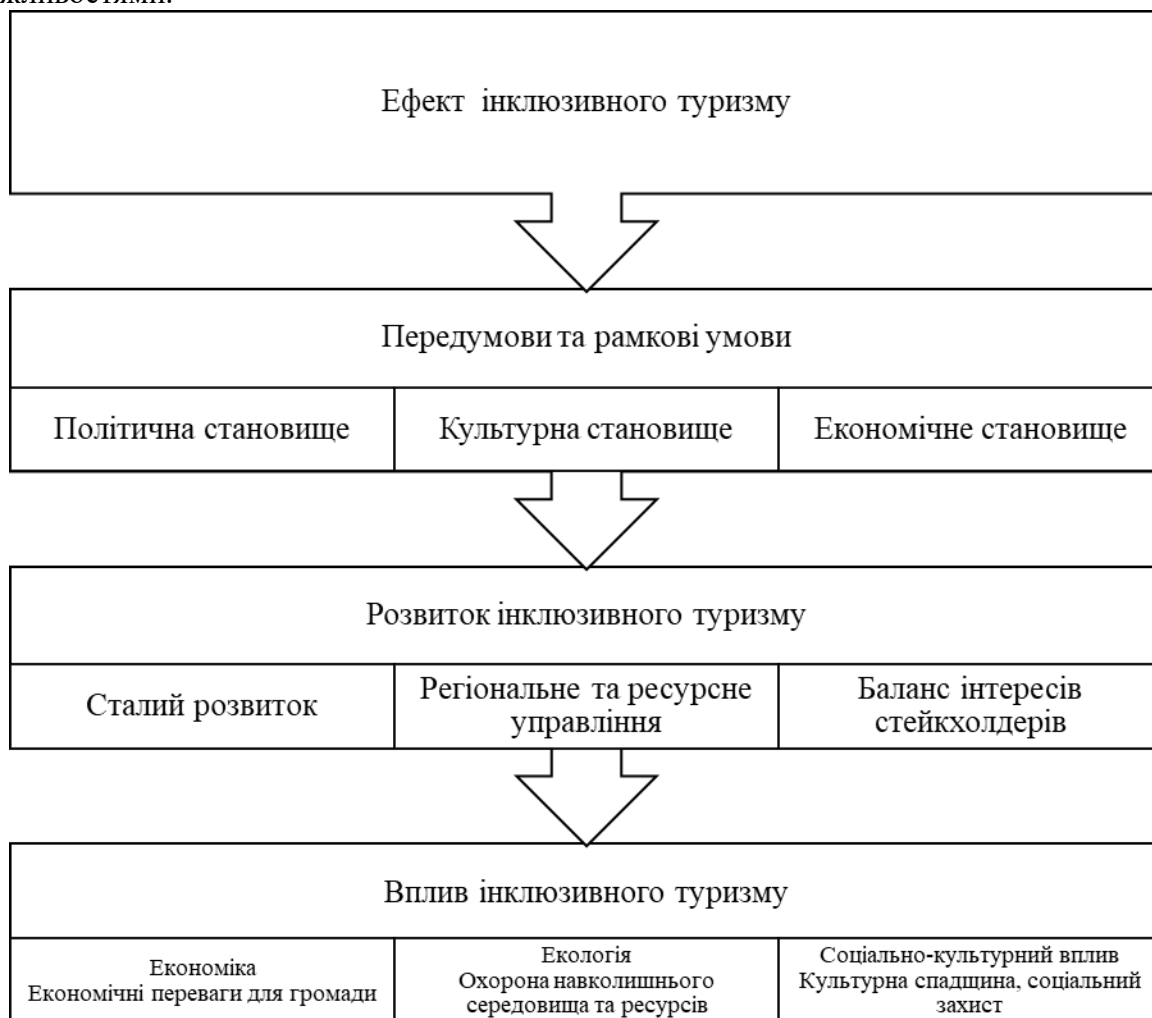 жливостями.
Ефект інклюзивного туризму
Передумови та рамкові умови
Політична становище
Культурна становище
Економічне становище
Розвиток інклюзивного туризму
Сталий розвиток
Регіональне та ресурсне
управління
Баланс інтересів
стейкхолдерів
Вплив інклюзивного туризму
Економіка
Економічні переваги для громади
Екологія
Охорона навколишнього
середовища та ресурсів
Соціально-культурний вплив
Культурна спадщина, соціальний
захист